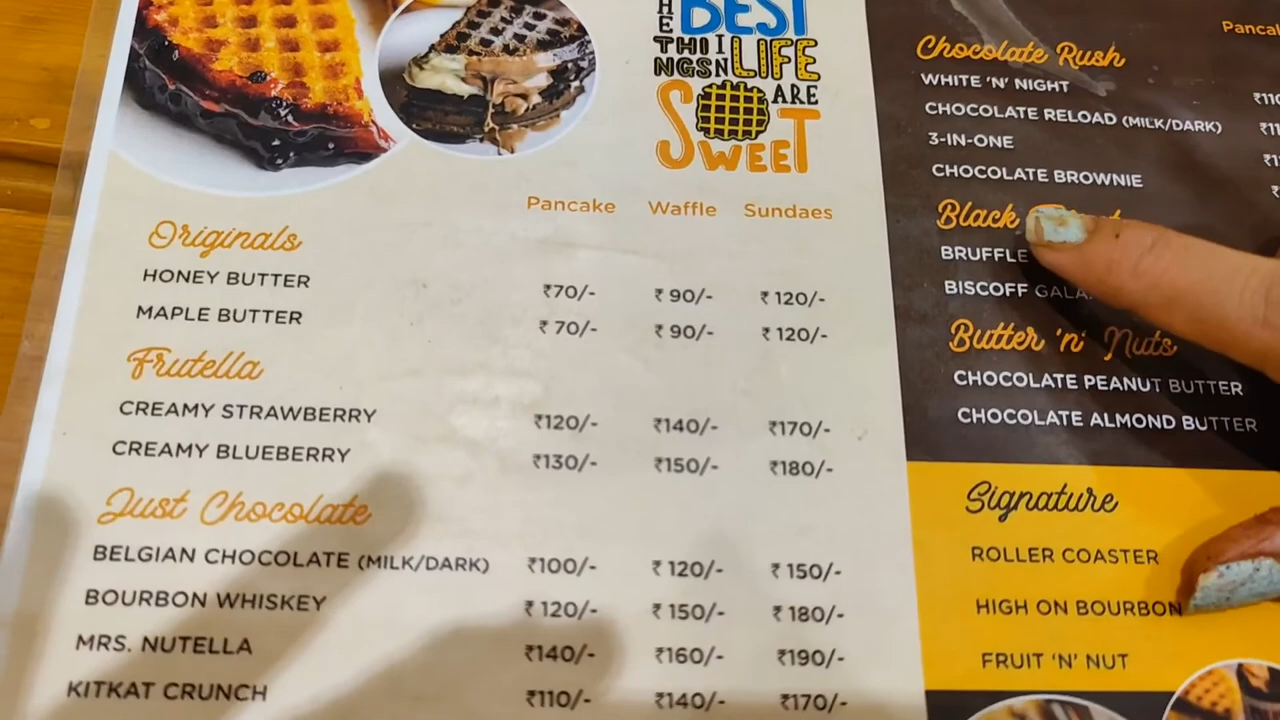 THE BEST
THINGS IN LIFE
ARE
SWEET
Pancake Waffle Sundaes
Originals
HONEY BUTTER ₹70/- ₹ 90/- ₹ 120/-
MAPLE BUTTER ₹ 70/- ₹ 90/- ₹ 120/-
Frutella
CREAMY STRAWBERRY ₹120/- ₹140/- ₹170/-
CREAMY BLUEBERRY ₹130/- ₹150/- ₹180/-
Just Chocolate
BELGIAN CHOCOLATE (MILK/DARK) ₹100/- ₹ 120/- ₹ 150/-
BOURBON WHISKEY ₹ 120/- ₹ 150/- ₹ 180/-
MRS. NUTELLA ₹140/- ₹160/- ₹190/-
KITKAT CRUNCH ₹110/- ₹140/- ₹170/-
Chocolate Rush
WHITE 'N' NIGHT
CHOCOLATE RELOAD (MILK/DARK)
3-IN-ONE
CHOCOLATE BROWNIE
Black
BRUFFLE
BISCOFF
Butter 'n' Nuts
CHOCOLATE PEANUT BUTTER
CHOCOLATE ALMOND BUTTER
Signature
ROLLER COASTER
HIGH ON BOURBON
FRUIT 'N' NUT